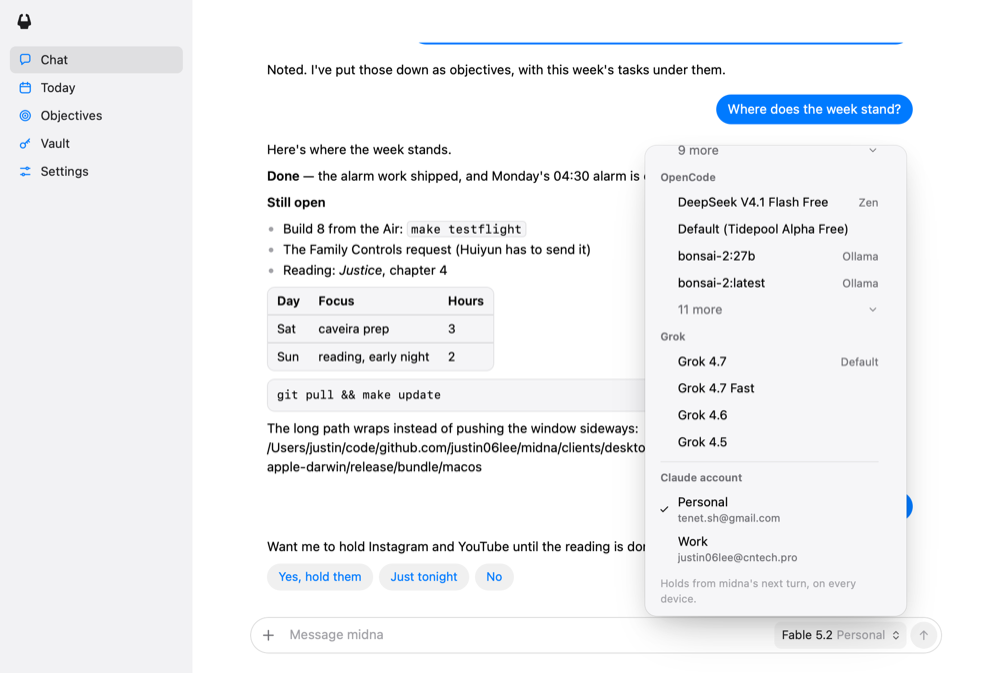 Chat
Today
Objectives
Vault
Settings
Noted. I've put those down as objectives, with this week's tasks under them.
Where does the week stand?
Here's where the week stands.
Done — the alarm work shipped, and Monday's 04:30 alarm is
Still open
Build 8 from the Air: make testflight
The Family Controls request (Huiyun has to send it)
Reading: Justice, chapter 4
Day Focus Hours
Sat caveira prep 3
Sun reading, early night 2
git pull && make update
The long path wraps instead of pushing the window sideways:
/Users/justin/code/github.com/justin06lee/midna/clients/deskto
apple-darwin/release/bundle/macos
Want me to hold Instagram and YouTube until the reading is
Yes, hold them
Just tonight
No
9 more
OpenCode
DeepSeek V4.1 Flash Free Zen
Default (Tidepool Alpha Free)
bonsai-2:27b Ollama
bonsai-2:latest Ollama
11 more
Grok
Grok 4.7 Default
Grok 4.7 Fast
Grok 4.6
Grok 4.5
Claude account
Personal
tenet.sh@gmail.com
Work
justin06lee@cntech.pro
Holds from midna's next turn, on every
device.
Message midna
Fable 5.2 Personal